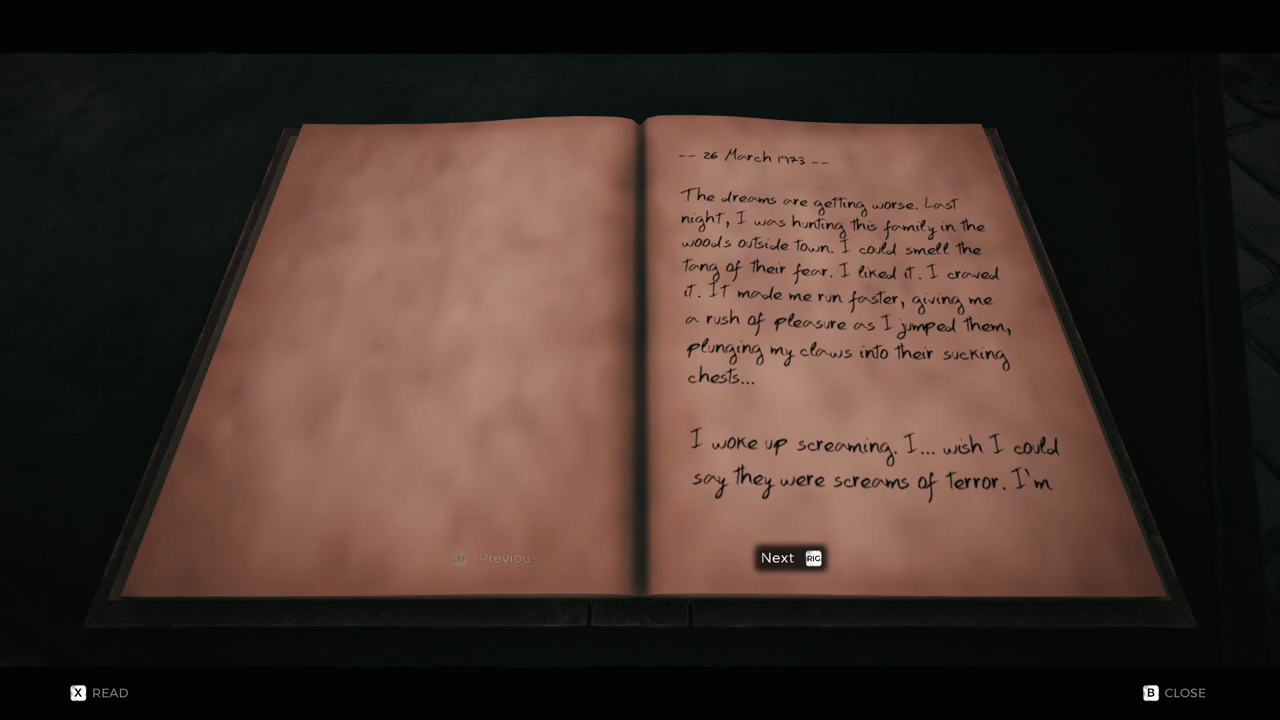 -- 26 March 1973 --
The dreams are getting worse. Last
night, I was hunting this family in the
woods outside town. I could smell the
tang of their fear. I liked it. I craved
it. It made me run faster, giving me
a rush of pleasure as I jumped them,
plunging my claws into their sucking
chests...
I woke up screaming. I... wish I could
say they were screams of terror. I'm
LEF Previous
Next RIG
X READ
B CLOSE